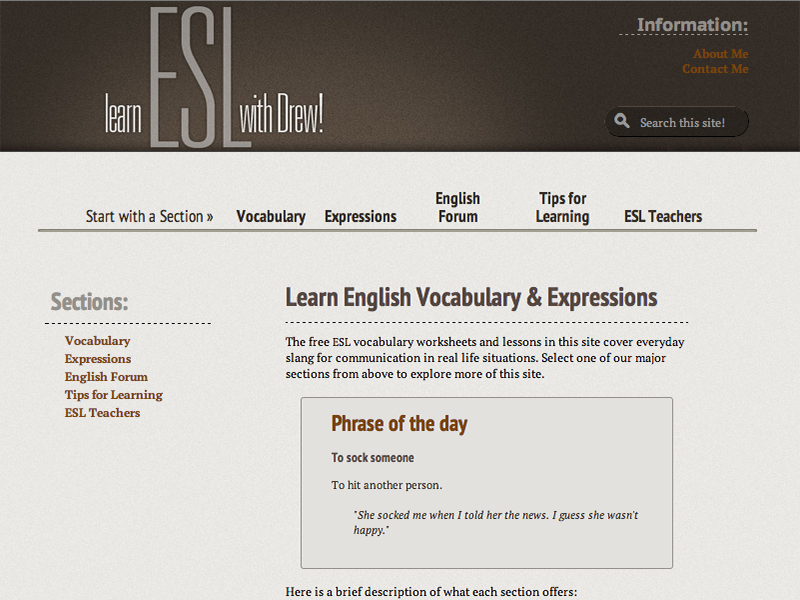 learn ESL with Drew!
Information:
About Me
Contact Me
Search this site!
Start with a Section »
Vocabulary
Expressions
English
Forum
Tips for
Learning
ESL Teachers
Sections:
Vocabulary
Expressions
English Forum
Tips for Learning
ESL Teachers
Learn English Vocabulary & Expressions
The free ESL vocabulary worksheets and lessons in this site cover everyday
slang for communication in real life situations. Select one of our major
sections from above to explore more of this site.
Phrase of the day
To sock someone
To hit another person.
"She socked me when I told her the news. I guess she wasn't
happy."
Here is a brief description of what each section offers: